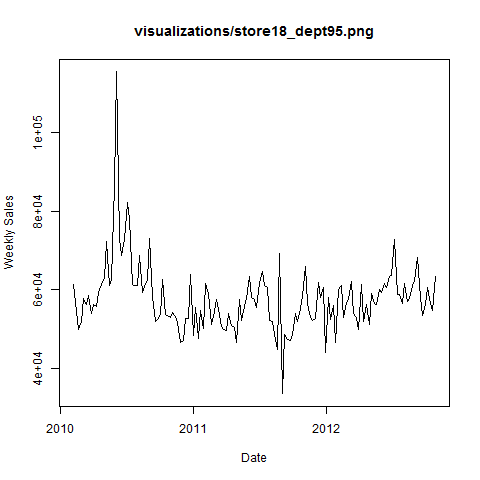 visualizations/store18_dept95.png
Weekly Sales
1e+05
8e+04
6e+04
4e+04
2010
2011
2012
Date